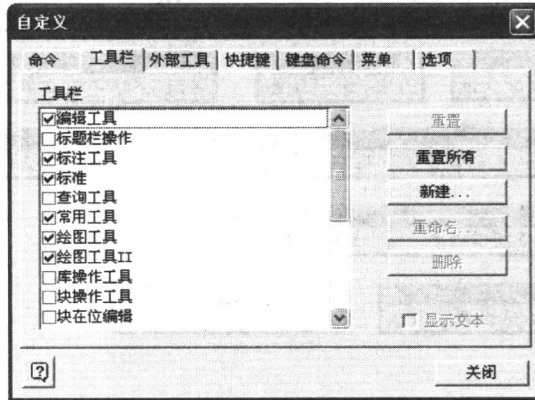 自定义
命令 工具栏 外部工具 快捷键 键盘命令 菜单 选项
工具栏
编辑工具
标题栏操作
标注工具
标准
查询工具
常用工具
绘图工具
绘图工具II
库操作工具
块操作工具
块在位编辑
重置
重置所有
新建...
重命名...
删除
显示文本
关闭